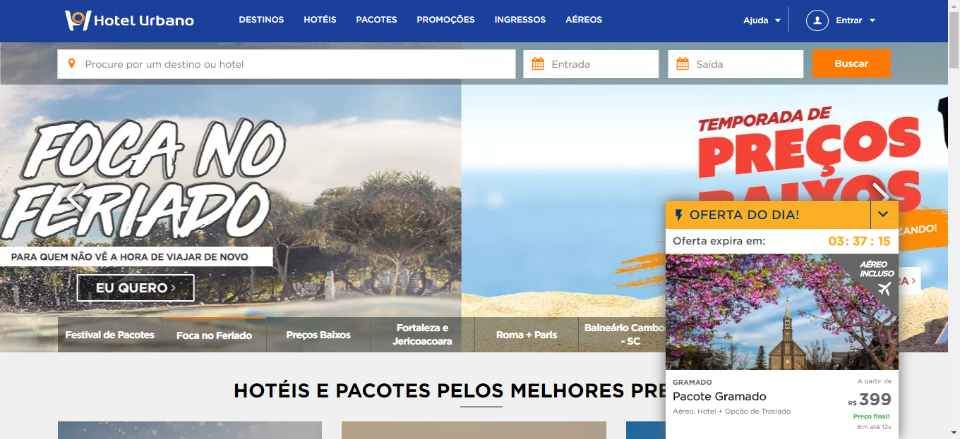 Hotel Urbano
DESTINOS HOTÉIS PACOTES PROMOÇÕES INGRESSOS AÉREOS
Ajuda Entrar
Procure por um destino ou hotel
Entrada
Saída
Buscar
FOCA NO
FERIADO
PARA QUEM NÃO VÊ A HORA DE VIAJAR DE NOVO
EU QUERO
TEMPORADA DE
PREÇOS
BAIXOS
Festival de Pacotes
Foca no Feriado
Preços Baixos
Fortaleza e
Jericoacoara
Roma + Paris
Balneário Cambo
- SC
OFERTA DO DIA!
Oferta expira em: 03 : 37 : 15
AÉREO
INCLUSO
GRAMADO
Pacote Gramado
Aéreo, Hotel + Opção de Traslado
A partir de
R$ 399
Preço final!
Em até 12x
HOTÉIS E PACOTES PELOS MELHORES PRE